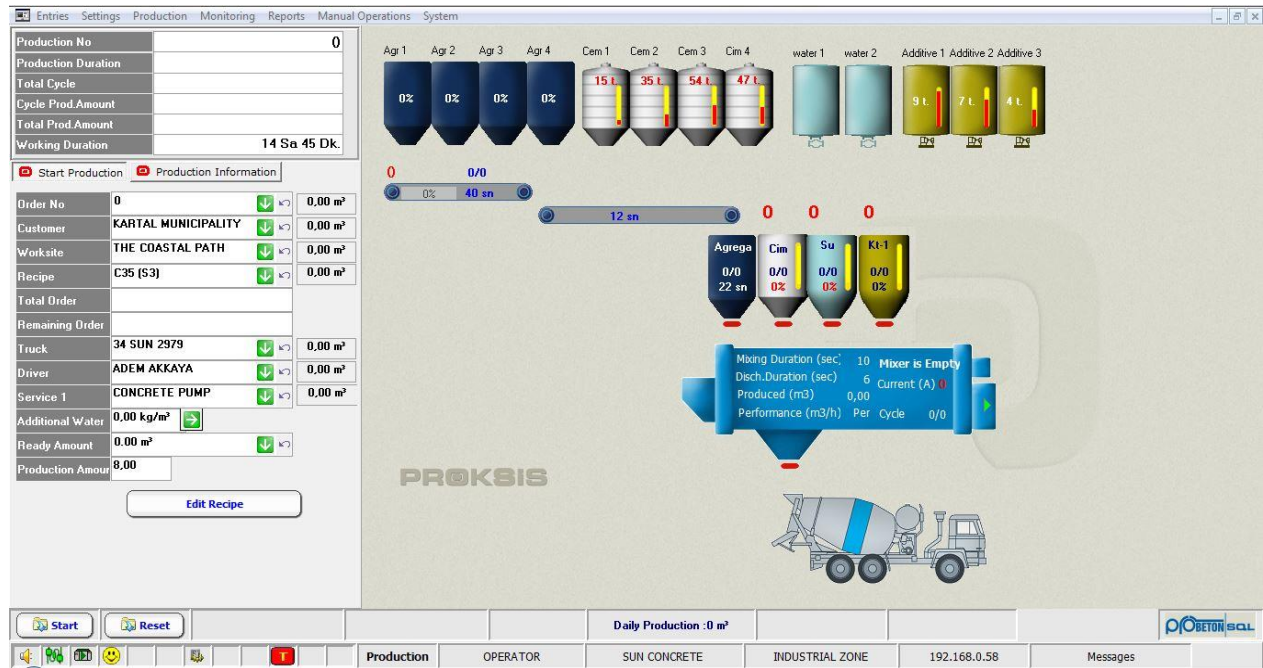 Entries Settings Production Monitoring Reports Manual Operations System
Production No 0
Production Duration
Total Cycle
Cycle Prod.Amount
Total Prod.Amount
Working Duration 14 Sa 45 Dk.
Start Production Production Information
Order No 0 0,00 m³
Customer KARTAL MUNICIPALITY 0,00 m³
Worksite THE COASTAL PATH 0,00 m³
Recipe C35 (S3) 0,00 m³
Total Order
Remaining Order
Truck 34 SUN 2979 0,00 m³
Driver ADEM AKKAYA 0,00 m³
Service 1 CONCRETE PUMP 0,00 m³
Additional Water 0,00 kg/m³
Ready Amount 0.00 m³
Production Amour 8,00
Edit Recipe
Agr 1 Agr 2 Agr 3 Agr 4 Cem 1 Cem 2 Cem 3 Cim 4 water 1 water 2 Additive 1 Additive 2 Additive 3
0% 0% 0% 0% 15 t. 35 t. 54 t. 47 t. 9 t. 7 t. 4 t.
0 0/0
0% 40 sn
12 sn
0 0 0
Agrega Cim Su Kt-1
0/0 0/0 0/0 0/0
22 sn 0% 0% 0%
Mixing Duration (sec) 10 Mixer is Empty
Disch.Duration (sec) 6 Current (A) 0
Produced (m3) 0,00
Performance (m3/h) Per Cycle 0/0
PROKSIS
Start Reset Daily Production :0 m³ PROBETON SQL
T Production OPERATOR SUN CONCRETE INDUSTRIAL ZONE 192.168.0.58 Messages